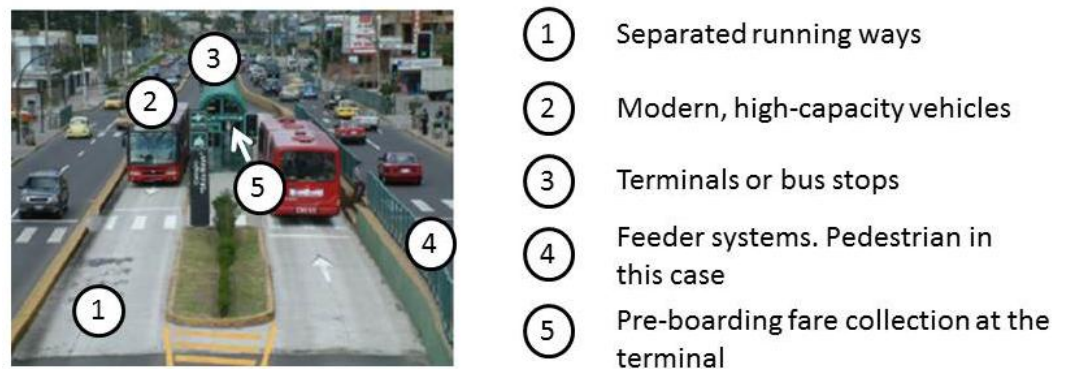 3
2
5
4
1
1 Separated running ways
2 Modern, high-capacity vehicles
3 Terminals or bus stops
4 Feeder systems. Pedestrian in
this case
5 Pre-boarding fare collection at the
terminal